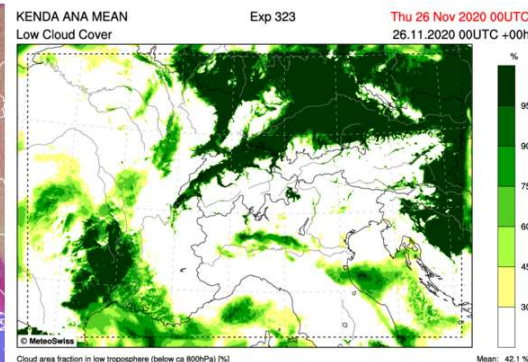 KENDA ANA MEAN Exp 323 Thu 26 Nov 2020 00UTC
Low Cloud Cover 26.11.2020 00UTC +00h
%
95
90
75
60
45
30
© MeteoSwiss
Cloud area fraction in low troposphere (below ca 800hPa) [%] Mean: 42.1 %